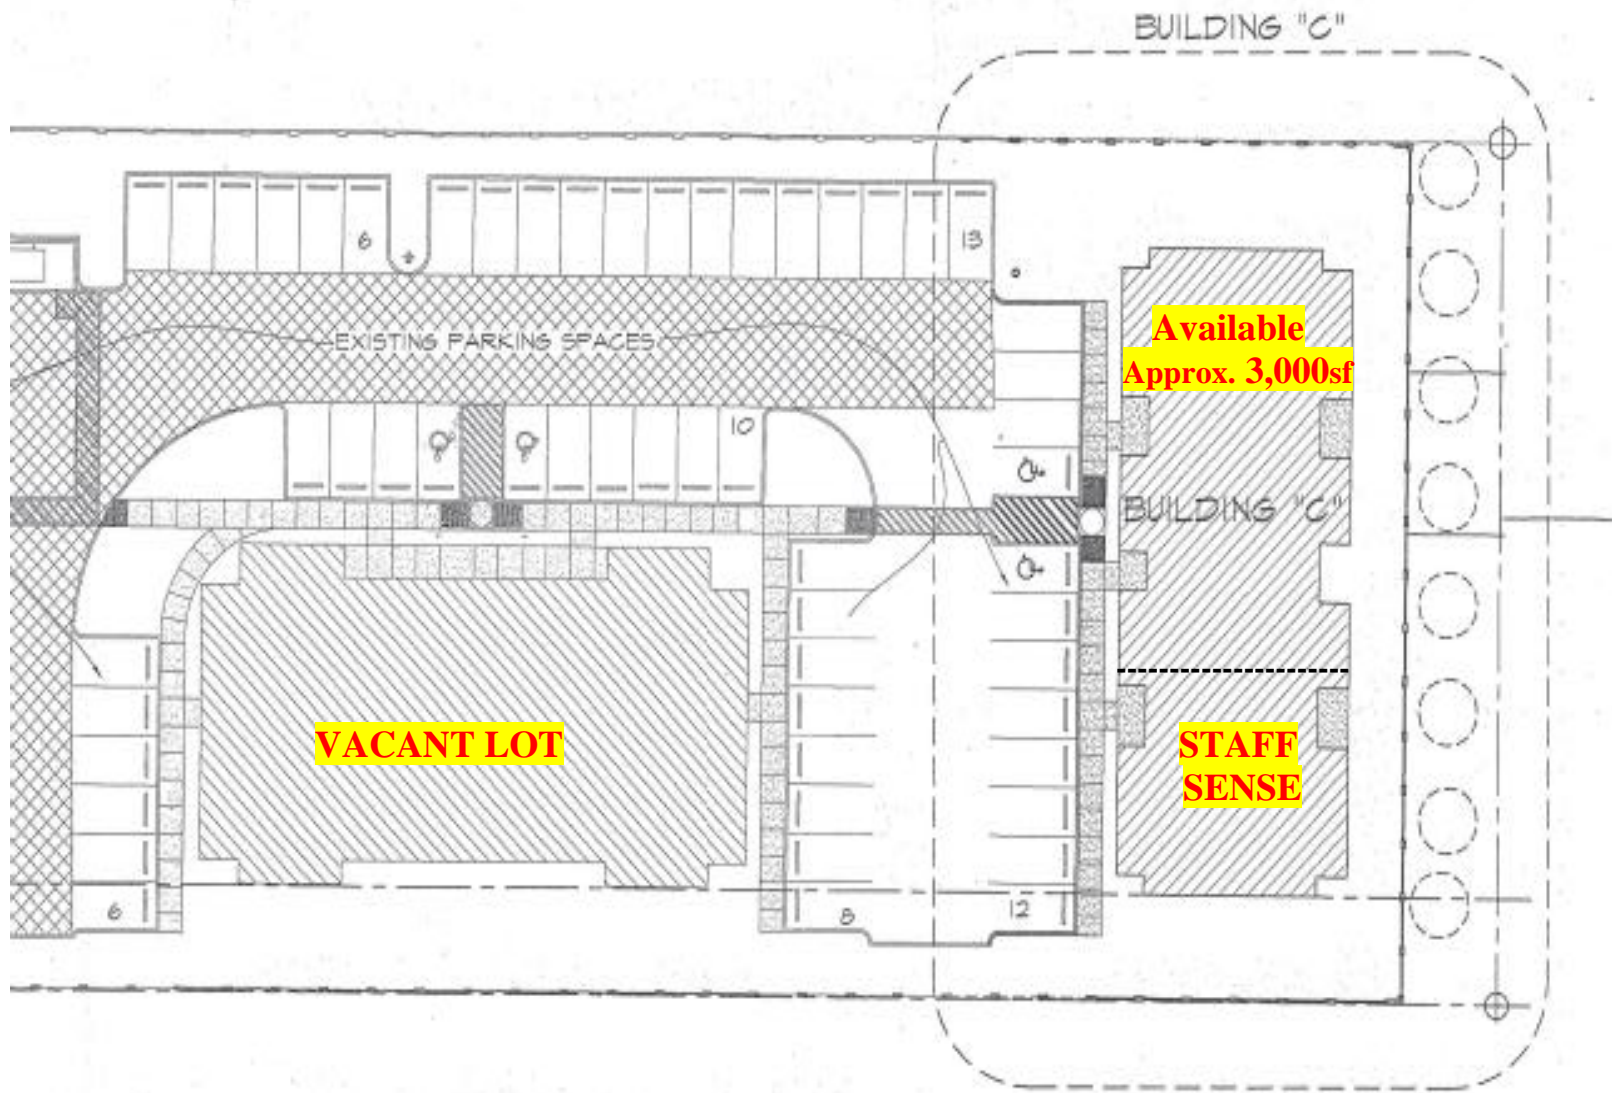 BUILDING "C"
6
13
Available
Approx. 3,000sf
EXISTING PARKING SPACES
10
BUILDING "C"
VACANT LOT
STAFF
SENSE
6
8
12